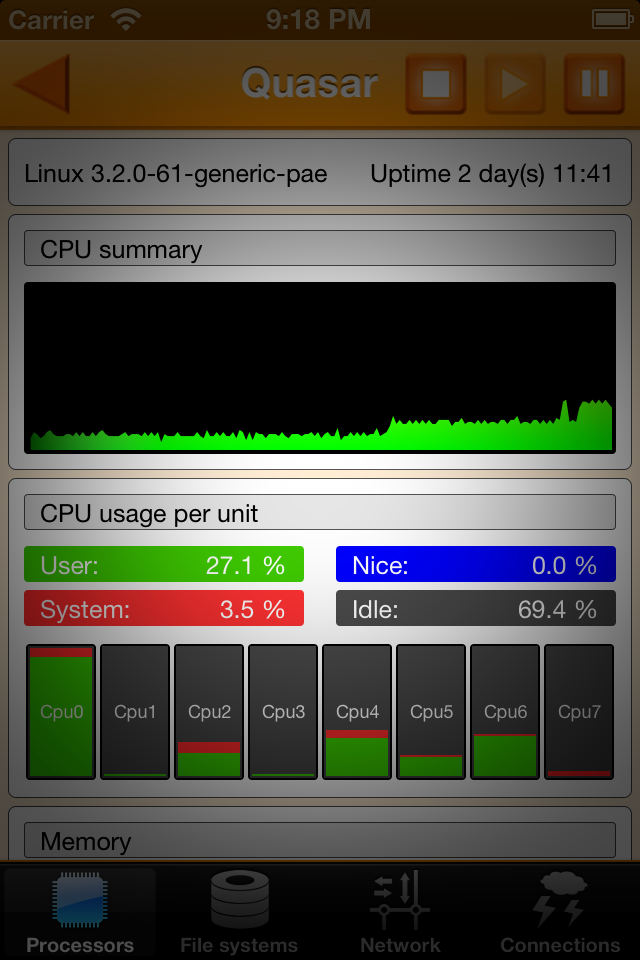 Carrier 9:18 PM
Quasar
Linux 3.2.0-61-generic-pae Uptime 2 day(s) 11:41
CPU summary
CPU usage per unit
User: 27.1 % Nice: 0.0 %
System: 3.5 % Idle: 69.4 %
Cpu0 Cpu1 Cpu2 Cpu3 Cpu4 Cpu5 Cpu6 Cpu7
Memory
Processors File systems Network Connections